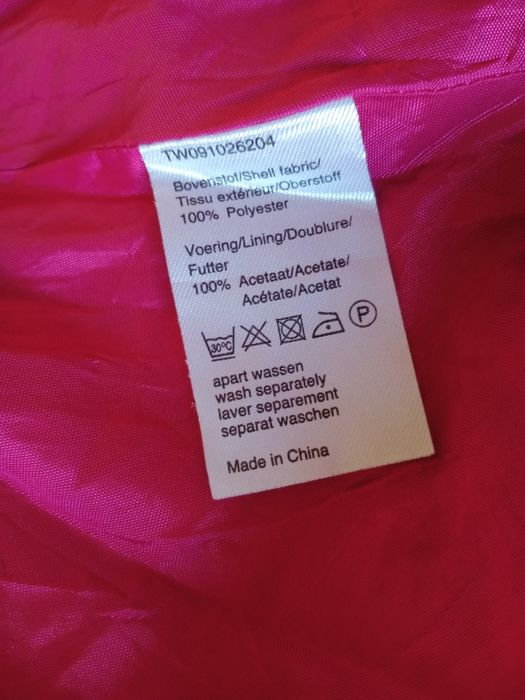 TW091026204
Bovenstof/Shell fabric/
Tissu extérieur/Oberstoff
100% Polyester
Voering/Lining/Doublure/
Futter
100% Acetaat/Acetate/
Acétate/Acetat
30°C
P
apart wassen
wash separately
laver separement
separat waschen
Made in China